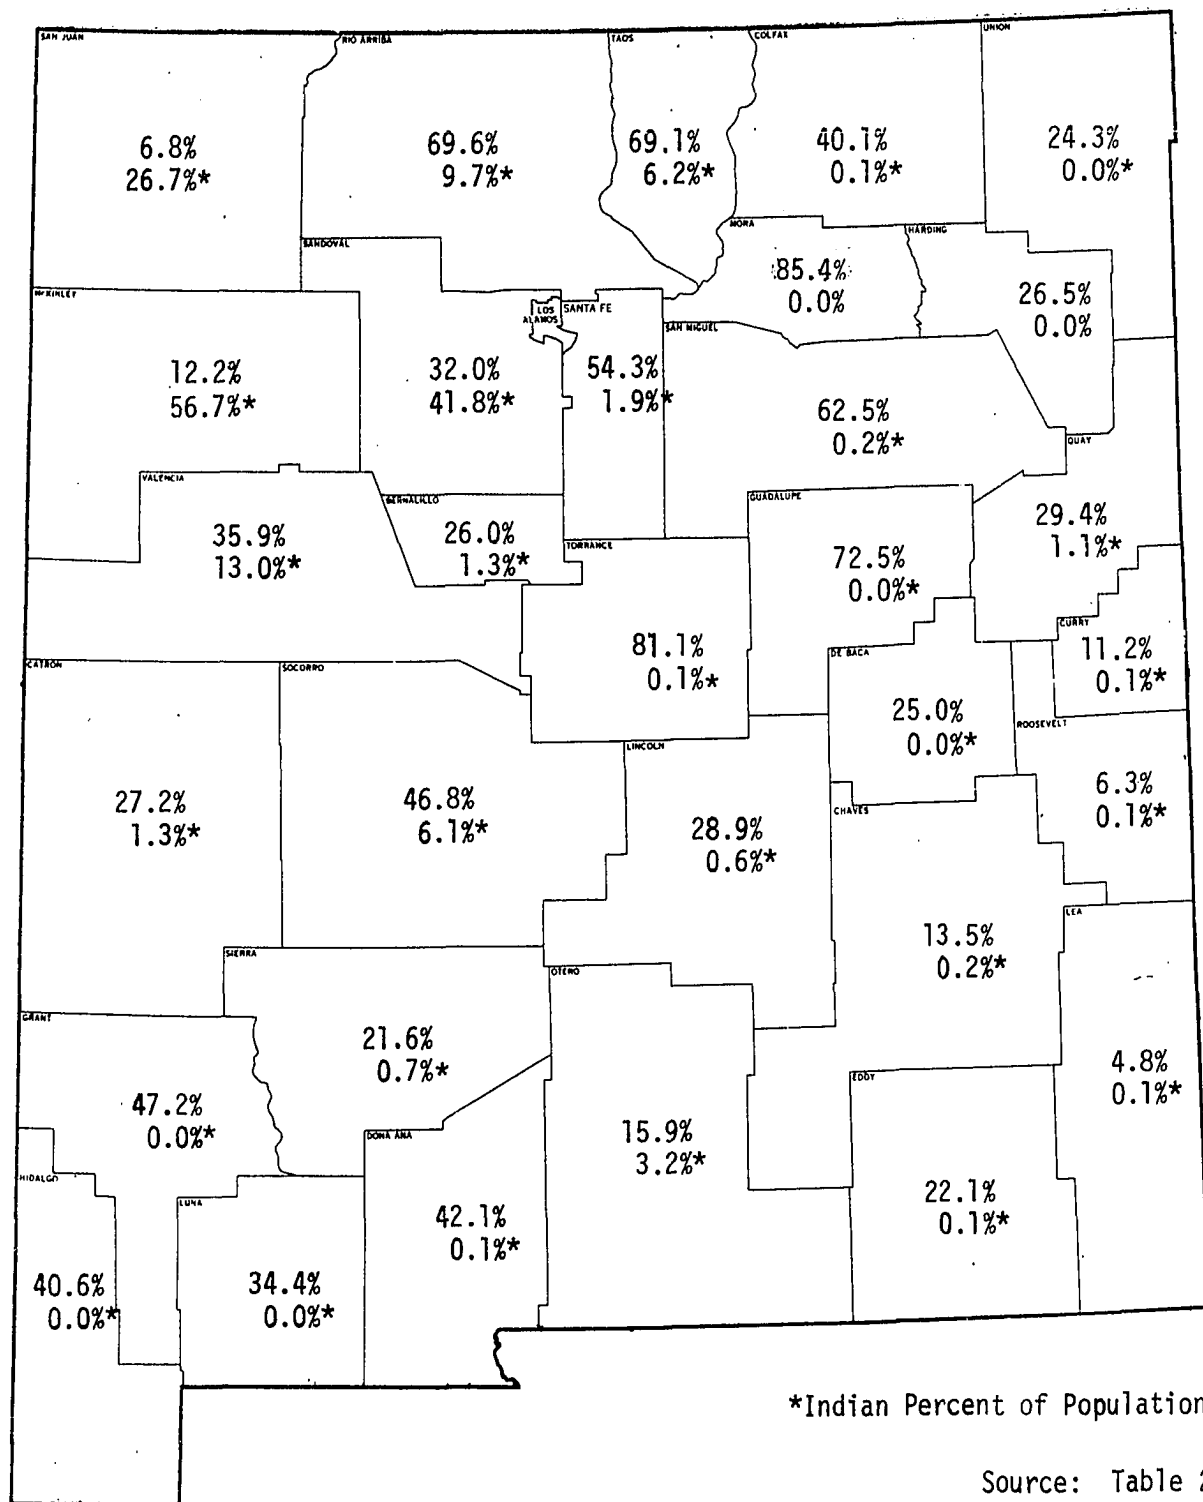 SAN JUAN
6.8%
26.7%*
RIO ARRIBA
69.6%
9.7%*
TAOS
69.1%
6.2%*
COLFAX
40.1%
0.1%*
UNION
24.3%
0.0%*
MORA
85.4%
0.0%
HARDING
26.5%
0.0%
McKINLEY
12.2%
56.7%*
SANDOVAL
32.0%
41.8%*
LOS
ALAMOS
SANTA FE
54.3%
1.9%*
SAN MIGUEL
62.5%
0.2%*
QUAY
29.4%
1.1%*
VALENCIA
35.9%
13.0%*
BERNALILLO
26.0%
1.3%*
TORRANCE
81.1%
0.1%*
GUADALUPE
72.5%
0.0%*
CURRY
11.2%
0.1%*
DE BACA
25.0%
0.0%*
ROOSEVELT
6.3%
0.1%*
CATRON
27.2%
1.3%*
SOCORRO
46.8%
6.1%*
LINCOLN
28.9%
0.6%*
CHAVES
13.5%
0.2%*
LEA
4.8%
0.1%*
SIERRA
21.6%
0.7%*
OTERO
15.9%
3.2%*
EDDY
22.1%
0.1%*
GRANT
47.2%
0.0%*
HIDALGO
40.6%
0.0%*
LUNA
34.4%
0.0%*
DONA ANA
42.1%
0.1%*
*Indian Percent of Population
Source: Table 2